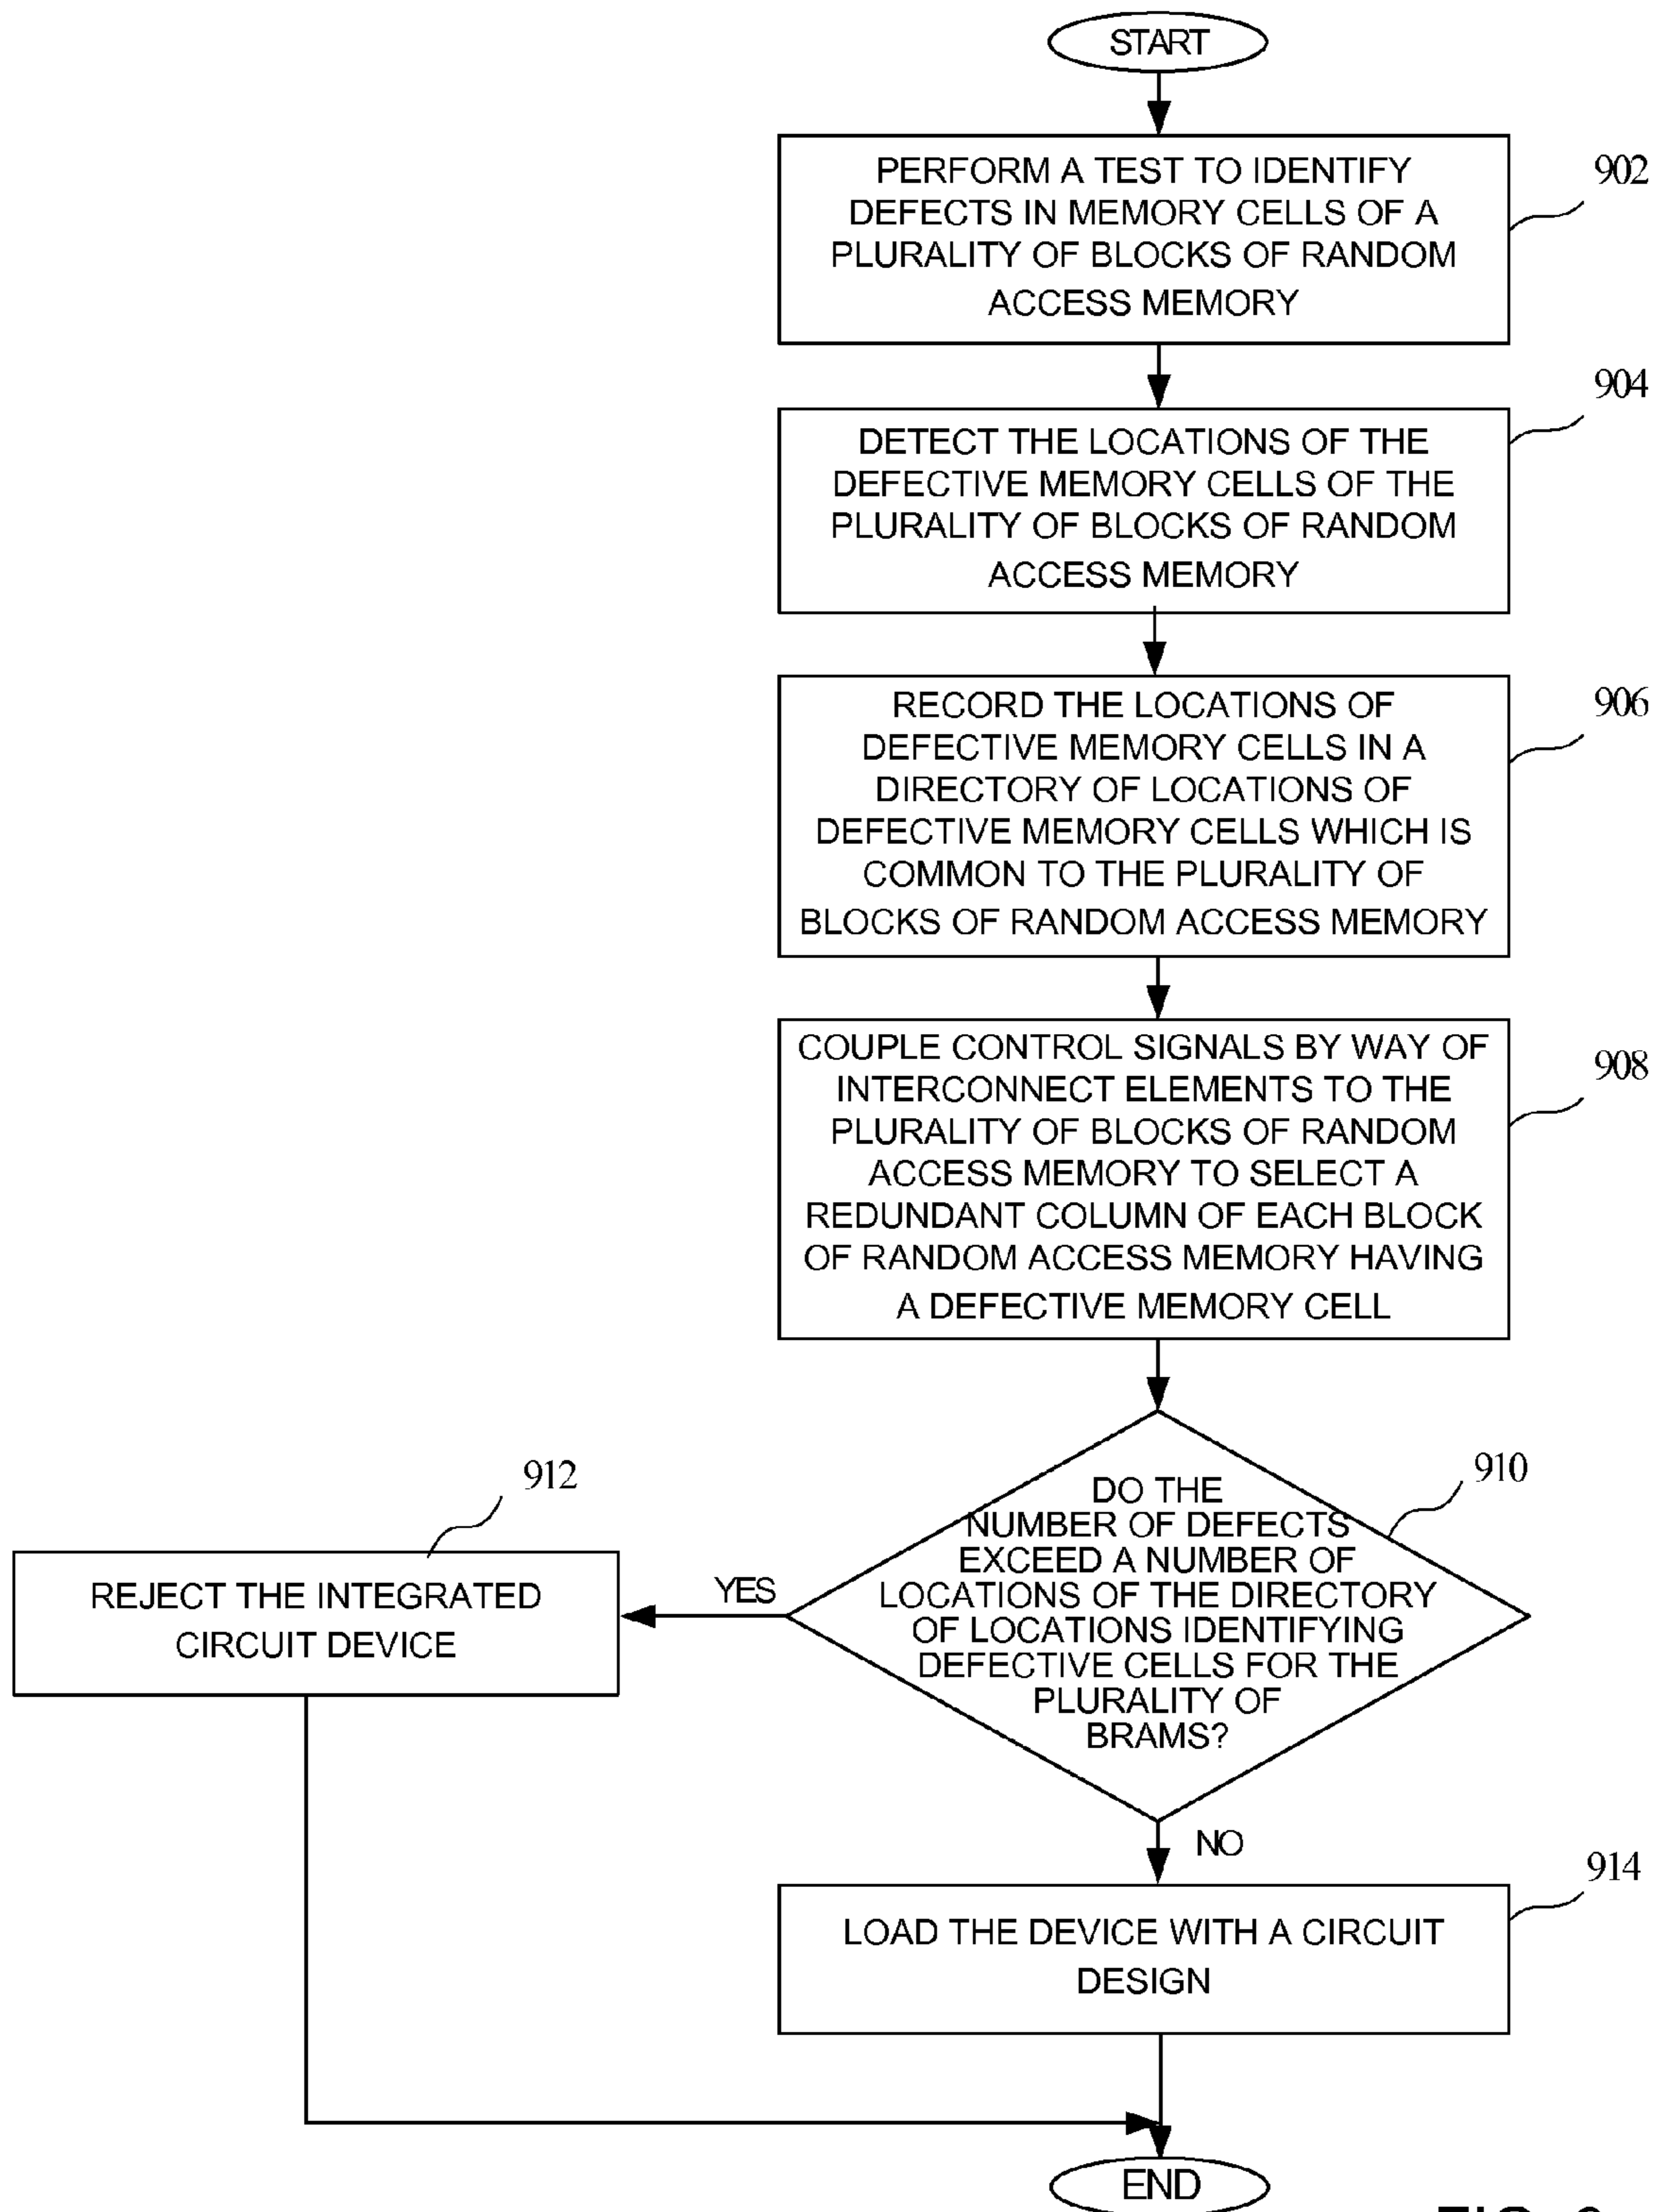 START
PERFORM A TEST TO IDENTIFY
DEFECTS IN MEMORY CELLS OF A
PLURALITY OF BLOCKS OF RANDOM
ACCESS MEMORY
902
DETECT THE LOCATIONS OF THE
DEFECTIVE MEMORY CELLS OF THE
PLURALITY OF BLOCKS OF RANDOM
ACCESS MEMORY
904
RECORD THE LOCATIONS OF
DEFECTIVE MEMORY CELLS IN A
DIRECTORY OF LOCATIONS OF
DEFECTIVE MEMORY CELLS WHICH IS
COMMON TO THE PLURALITY OF
BLOCKS OF RANDOM ACCESS MEMORY
906
COUPLE CONTROL SIGNALS BY WAY OF
INTERCONNECT ELEMENTS TO THE
PLURALITY OF BLOCKS OF RANDOM
ACCESS MEMORY TO SELECT A
REDUNDANT COLUMN OF EACH BLOCK
OF RANDOM ACCESS MEMORY HAVING
A DEFECTIVE MEMORY CELL
908
DO THE
NUMBER OF DEFECTS
EXCEED A NUMBER OF
LOCATIONS OF THE DIRECTORY
OF LOCATIONS IDENTIFYING
DEFECTIVE CELLS FOR THE
PLURALITY OF
BRAMS?
910
YES
912
REJECT THE INTEGRATED
CIRCUIT DEVICE
NO
LOAD THE DEVICE WITH A CIRCUIT
DESIGN
914
END